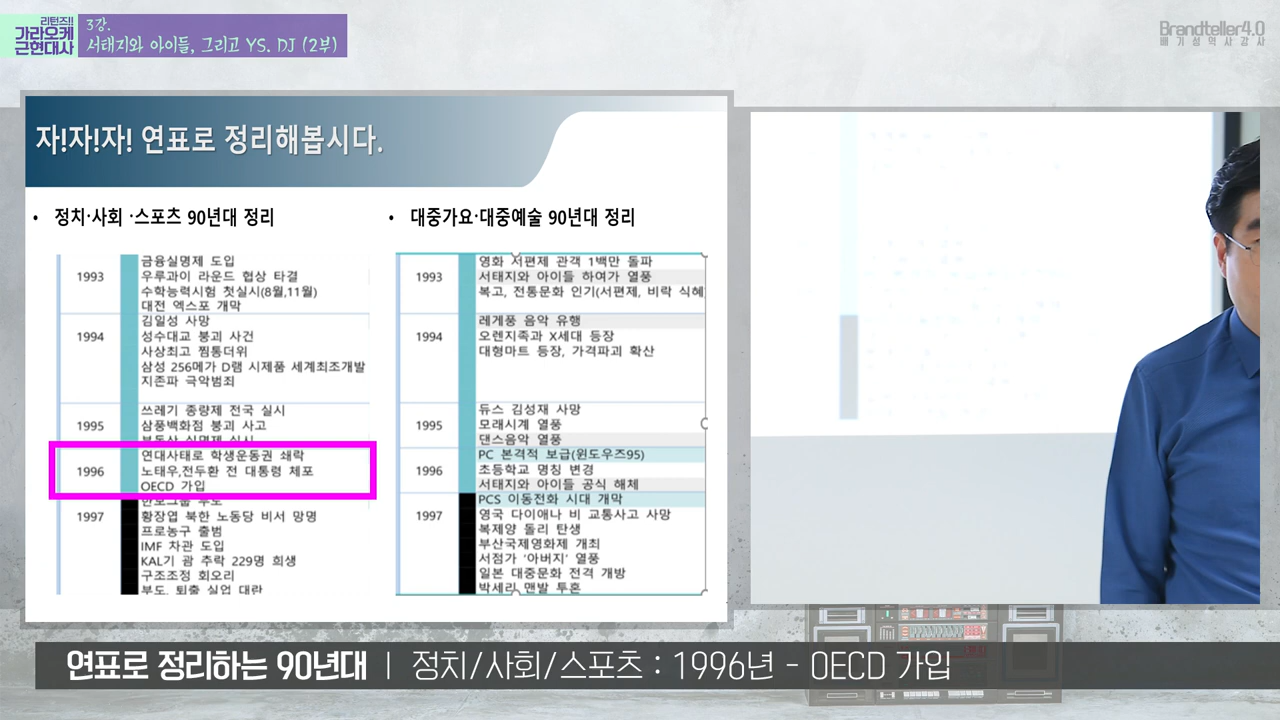 리턴즈!!
가라오케
근현대사
3강.
서태지와 아이들, 그리고 YS. DJ (2부)
Brandteller4.0
배기성역사강사
자!자!자! 연표로 정리해봅시다.
• 정치·사회 ·스포츠 90년대 정리
1993
금융실명제 도입
우루과이 라운드 협상 타결
수학능력시험 첫실시(8월,11월)
대전 엑스포 개막
1994
김일성 사망
성수대교 붕괴 사건
사상최고 찜통더위
삼성 256메가 D램 시제품 세계최조개발
지존파 극악범죄
1995
쓰레기 종량제 전국 실시
삼풍백화점 붕괴 사고
부동산 실명제 실시
1996
연대사태로 학생운동권 쇄락
노태우,전두환 전 대통령 체포
OECD 가입
1997
한보그룹 부도
황장엽 북한 노동당 비서 망명
프로농구 출범
IMF 차관 도입
KAL기 괌 추락 229명 희생
구조조정 회오리
부도, 퇴출 실업 대란
• 대중가요·대중예술 90년대 정리
1993
영화 서편제 관객 1백만 돌파
서태지와 아이들 하여가 열풍
복고, 전통문화 인기(서편제, 비락 식혜
1994
레게풍 음악 유행
오렌지족과 X세대 등장
대형마트 등장, 가격파괴 확산
1995
듀스 김성재 사망
모래시계 열풍
댄스음악 열풍
1996
PC 본격적 보급(윈도우즈95)
초등학교 명칭 변경
서태지와 아이들 공식 해체
1997
PCS 이동전화 시대 개막
영국 다이애나 비 교통사고 사망
복제양 돌리 탄생
부산국제영화제 개최
서점가 '아버지' 열풍
일본 대중문화 전격 개방
박세리 맨발 투혼
연표로 정리하는 90년대 | 정치/사회/스포츠 : 1996년 - OECD 가입